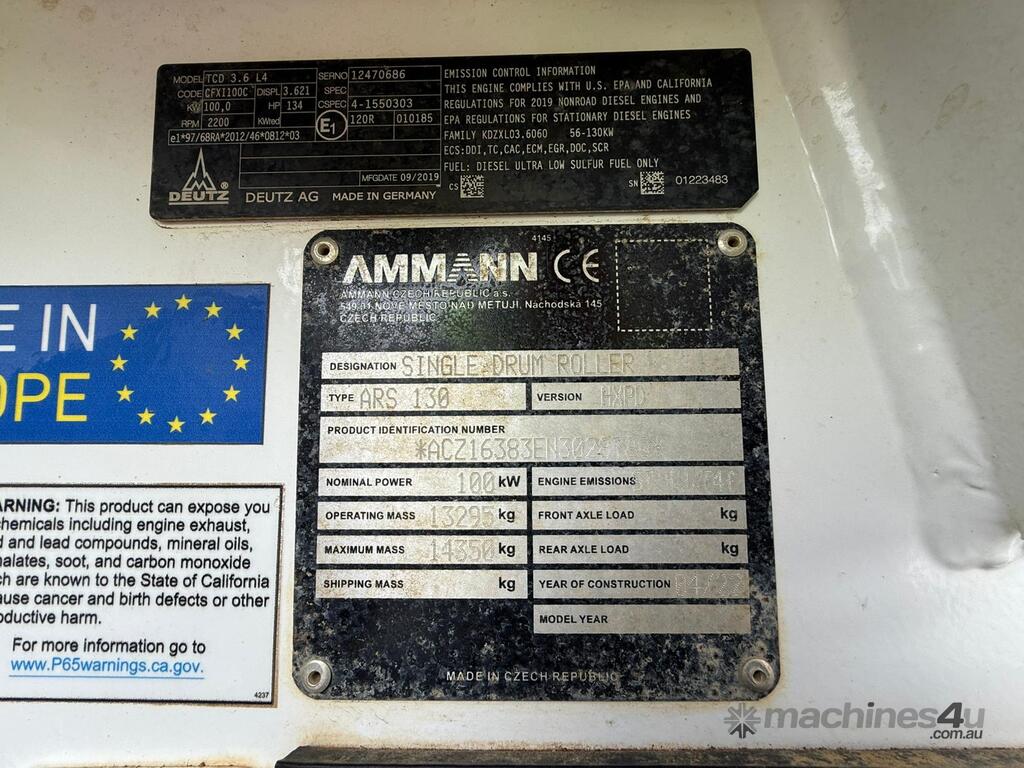 MODEL TCD 3.6 L4 SERNO 12470686
CODE CFXI100C DISPL 3.621 SPEC
KW 100,0 HP 134 CSPEC 4-1550303
RPM 2200 KWred E1 120R 010185
e1*97/68RA*2012/46*0812*03
MFGDATE 09/2019
DEUTZ ® DEUTZ AG MADE IN GERMANY
EMISSION CONTROL INFORMATION
THIS ENGINE COMPLIES WITH U.S. EPA AND CALIFORNIA
REGULATIONS FOR 2019 NONROAD DIESEL ENGINES AND
EPA REGULATIONS FOR STATIONARY DIESEL ENGINES
FAMILY KDZXL03.6060 56-130KW
ECS:DDI,TC,CAC,ECM,EGR,DOC,SCR
FUEL: DIESEL ULTRA LOW SULFUR FUEL ONLY
CS SN 01223483
4145
AMMANN CE
AMMANN CZECH REPUBLIC a.s.
549 01 NOVE MESTO NAD METUJI, Náchodská 145
CZECH REPUBLIC
DESIGNATION SINGLE DRUM ROLLER
TYPE ARS 130 VERSION HXPD
PRODUCT IDENTIFICATION NUMBER
NOMINAL POWER 100 kW ENGINE EMISSIONS
OPERATING MASS 13295 kg FRONT AXLE LOAD kg
MAXIMUM MASS 14350 kg REAR AXLE LOAD kg
SHIPPING MASS kg YEAR OF CONSTRUCTION 04/22
MODEL YEAR
MADE IN CZECH REPUBLIC
E IN
OPE
ARNING: This product can expose you
chemicals including engine exhaust,
d and lead compounds, mineral oils,
halates, soot, and carbon monoxide
ch are known to the State of California
ause cancer and birth defects or other
oductive harm.
For more information go to
www.P65warnings.ca.gov.
4237
machines4u
.com.au